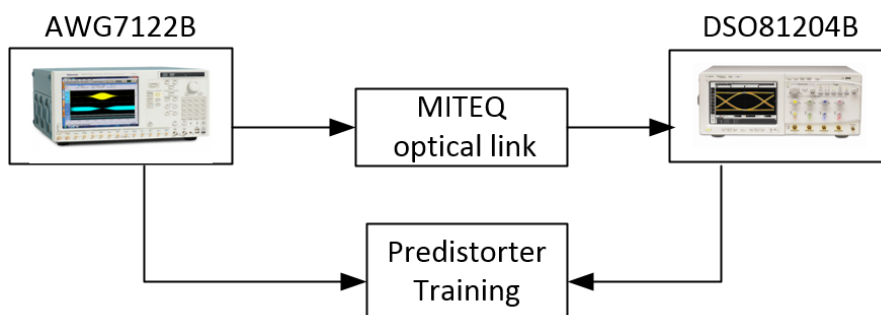 AWG7122B
DSO81204B
MITEQ
optical link
Predistorter
Training